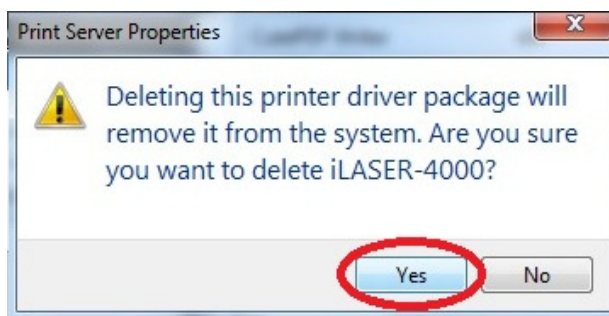 Print Server Properties
Deleting this printer driver package will
remove it from the system. Are you sure
you want to delete iLASER-4000?
Yes
No